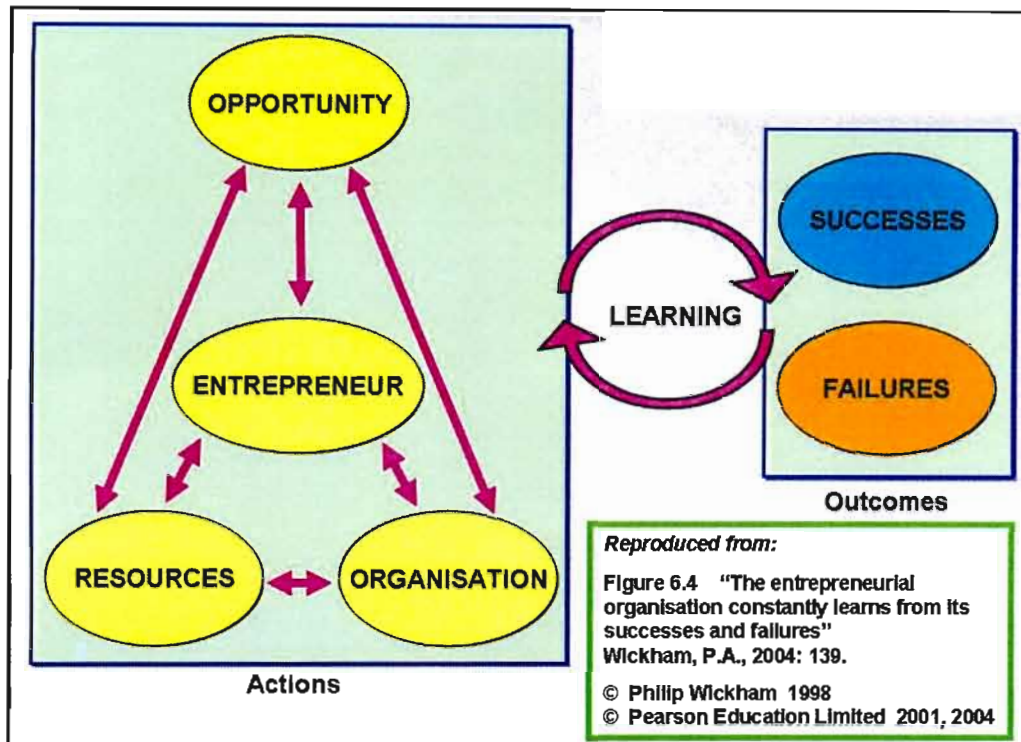 OPPORTUNITY
ENTREPRENEUR
RESOURCES
ORGANISATION
Actions
LEARNING
SUCCESSES
FAILURES
Outcomes
Reproduced from:
Figure 6.4 "The entrepreneurial
organisation constantly learns from its
successes and failures"
Wickham, P.A., 2004: 139.
© Philip Wickham 1998
© Pearson Education Limited 2001, 2004